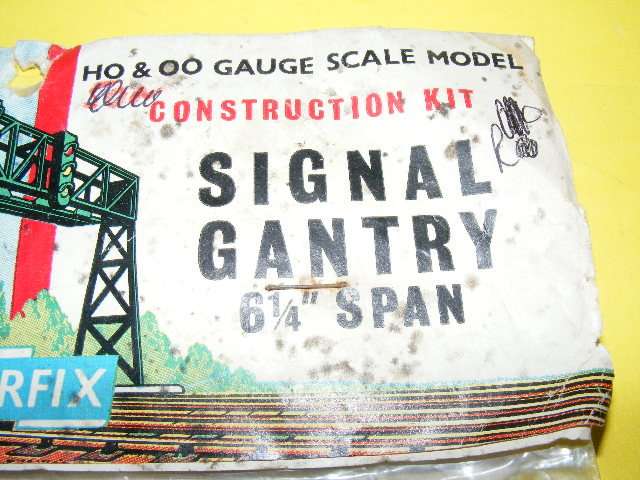 HO & OO GAUGE SCALE MODEL
CONSTRUCTION KIT
SIGNAL
GANTRY
6¼" SPAN
RFIX